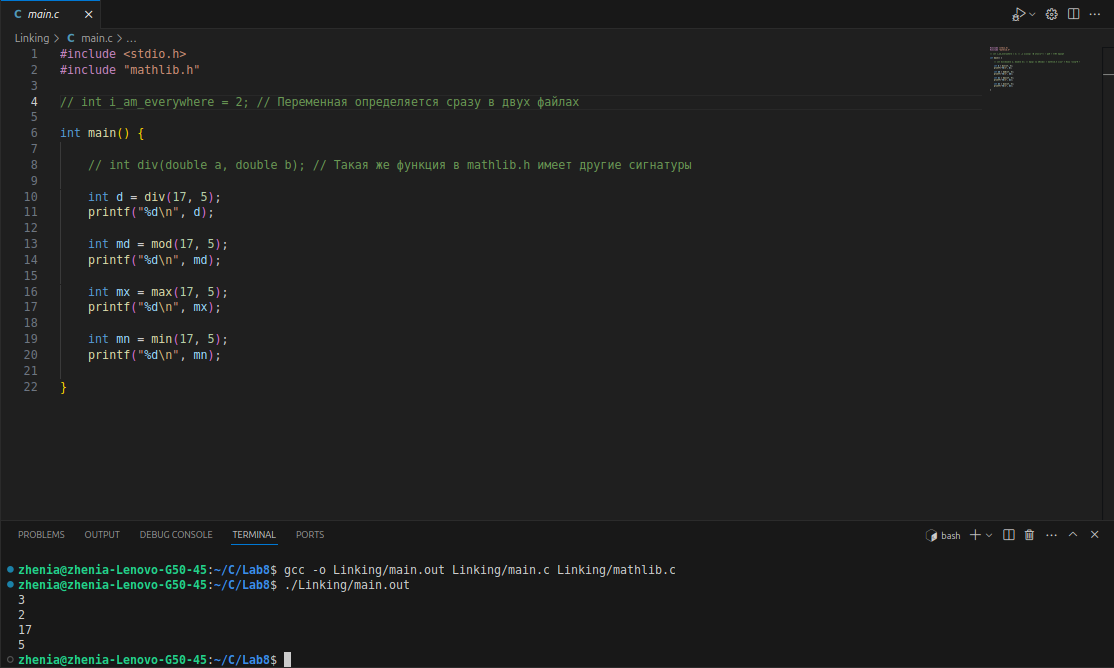 main.c
Linking > main.c > ...
1 #include <stdio.h>
2 #include "mathlib.h"
3
4 // int i_am_everywhere = 2; // Переменная определяется сразу в двух файлах
5
6 int main() {
7
8 // int div(double a, double b); // Такая же функция в mathlib.h имеет другие сигнатуры
9
10 int d = div(17, 5);
11 printf("%d\n", d);
12
13 int md = mod(17, 5);
14 printf("%d\n", md);
15
16 int mx = max(17, 5);
17 printf("%d\n", mx);
18
19 int mn = min(17, 5);
20 printf("%d\n", mn);
21
22 }
PROBLEMS OUTPUT DEBUG CONSOLE TERMINAL PORTS bash
zhenia@zhenia-Lenovo-G50-45:~/C/Lab8$ gcc -o Linking/main.out Linking/main.c Linking/mathlib.c
zhenia@zhenia-Lenovo-G50-45:~/C/Lab8$ ./Linking/main.out
3
2
17
5
zhenia@zhenia-Lenovo-G50-45:~/C/Lab8$